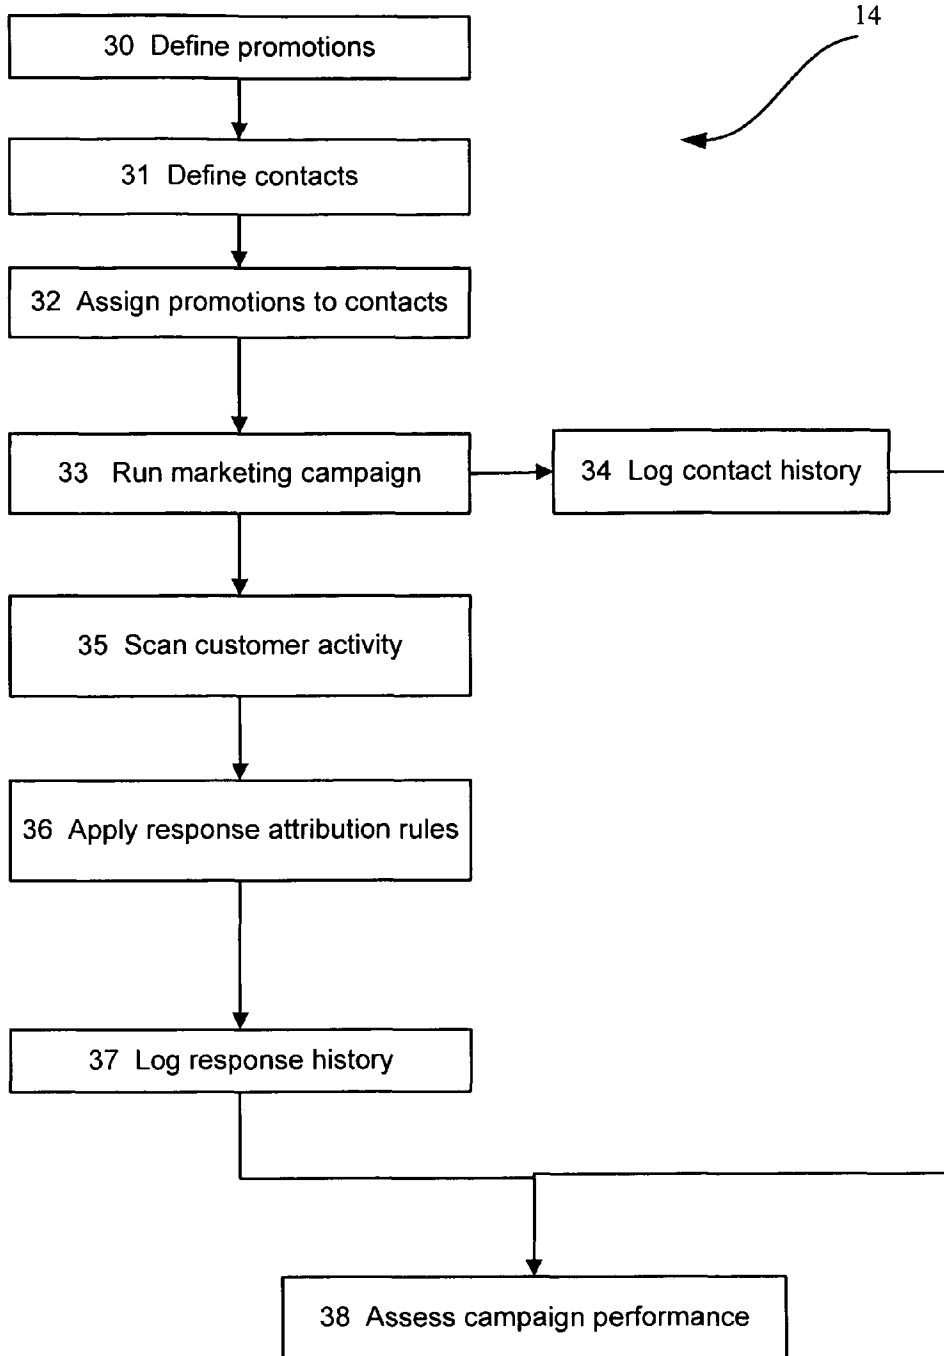 14
30 Define promotions
31 Define contacts
32 Assign promotions to contacts
33 Run marketing campaign
34 Log contact history
35 Scan customer activity
36 Apply response attribution rules
37 Log response history
38 Assess campaign performance